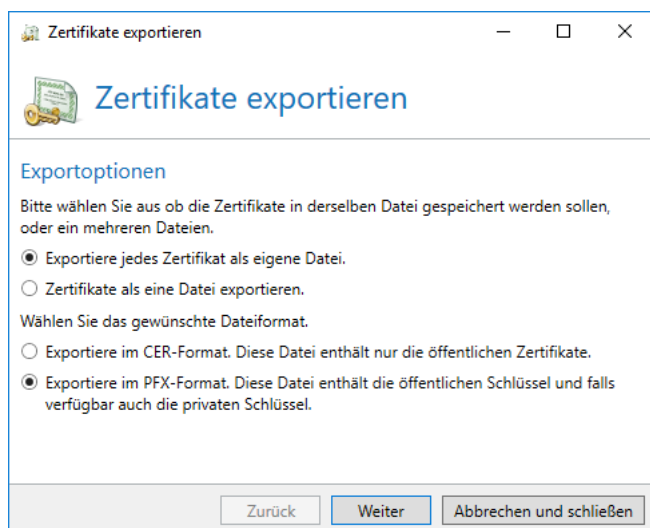 Zertifikate exportieren
Zertifikate exportieren
Exportoptionen
Bitte wählen Sie aus ob die Zertifikate in derselben Datei gespeichert werden sollen,
oder ein mehreren Dateien.
Exportiere jedes Zertifikat als eigene Datei.
Zertifikate als eine Datei exportieren.
Wählen Sie das gewünschte Dateiformat.
Exportiere im CER-Format. Diese Datei enthält nur die öffentlichen Zertifikate.
Exportiere im PFX-Format. Diese Datei enthält die öffentlichen Schlüssel und falls
verfügbar auch die privaten Schlüssel.
Zurück Weiter Abbrechen und schließen